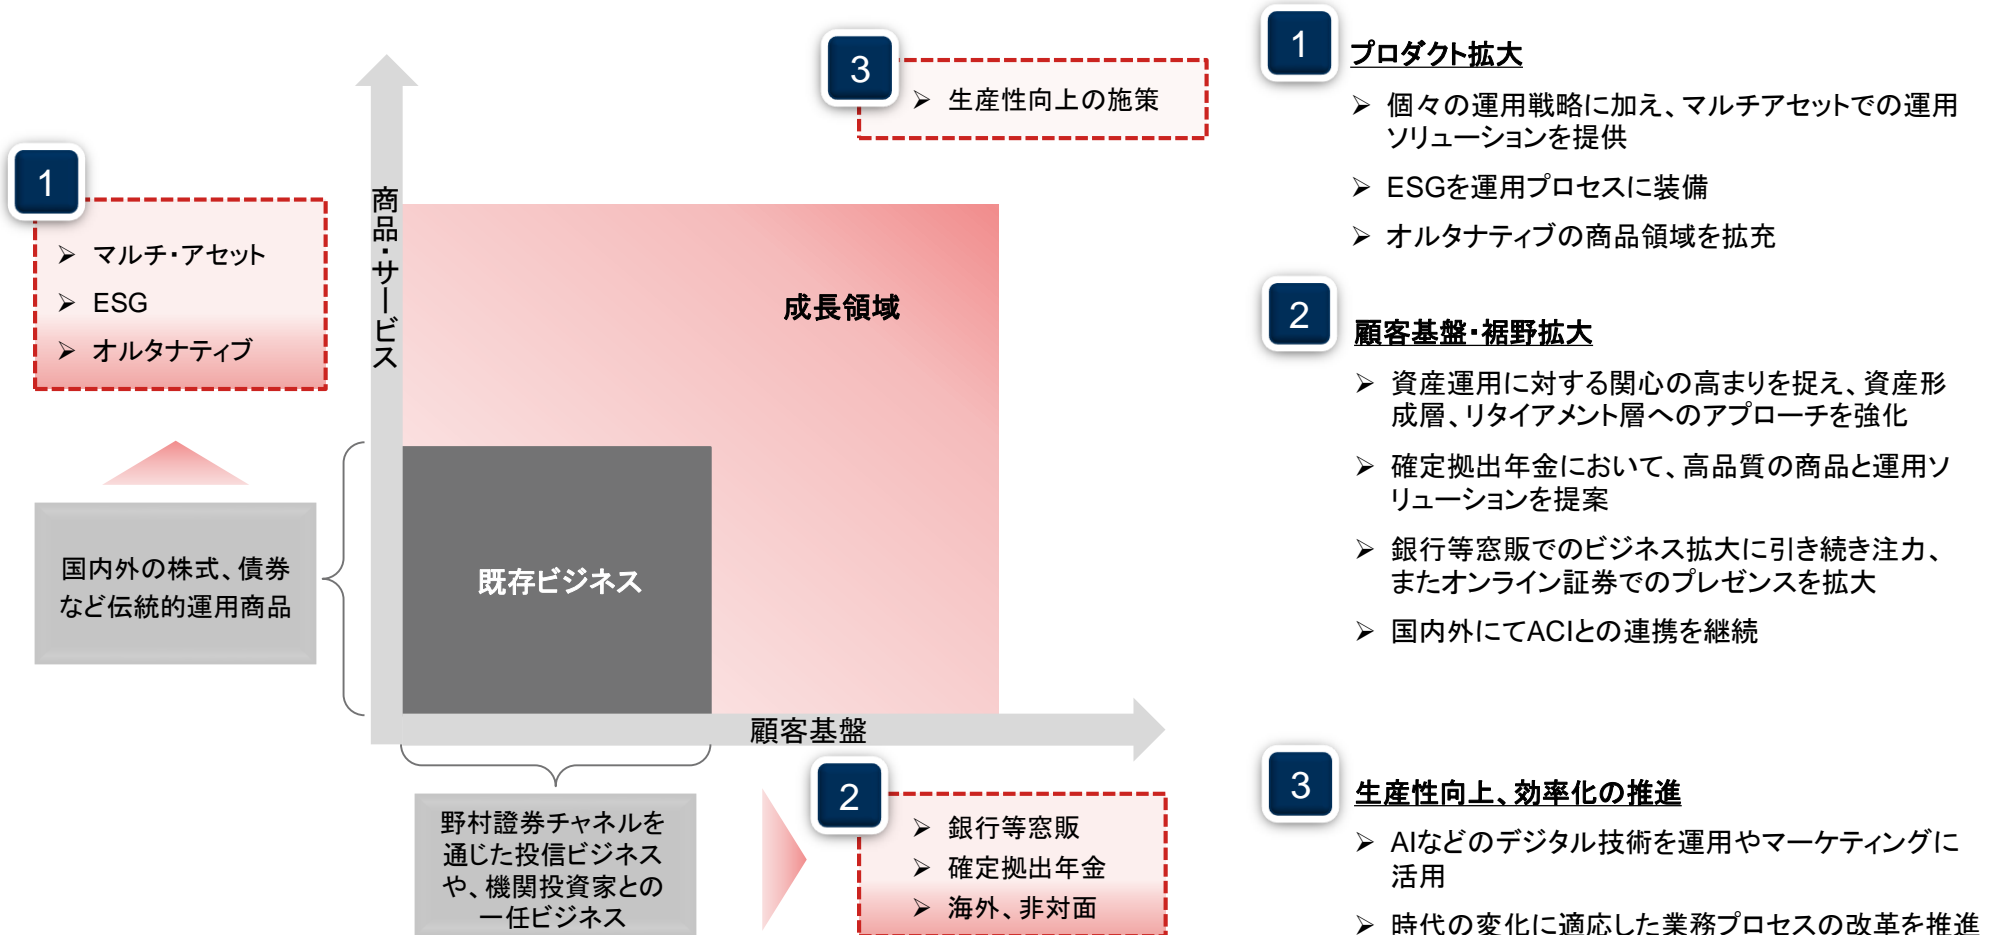 3
➢ 生産性向上の施策
1
➢ マルチ・アセット
➢ ESG
➢ オルタナティブ
商品・サービス
成長領域
国内外の株式、債券
など伝統的運用商品
既存ビジネス
顧客基盤
野村證券チャネルを
通じた投信ビジネス
や、機関投資家との
一任ビジネス
2
➢ 銀行等窓販
➢ 確定拠出年金
➢ 海外、非対面
1
プロダクト拡大
➢ 個々の運用戦略に加え、マルチアセットでの運用
ソリューションを提供
➢ ESGを運用プロセスに装備
➢ オルタナティブの商品領域を拡充
2
顧客基盤・裾野拡大
➢ 資産運用に対する関心の高まりを捉え、資産形
成層、リタイアメント層へのアプローチを強化
➢ 確定拠出年金において、高品質の商品と運用ソ
リューションを提案
➢ 銀行等窓販でのビジネス拡大に引き続き注力、
またオンライン証券でのプレゼンスを拡大
➢ 国内外にてACIとの連携を継続
3
生産性向上、効率化の推進
➢ AIなどのデジタル技術を運用やマーケティングに
活用
➢ 時代の変化に適応した業務プロセスの改革を推進